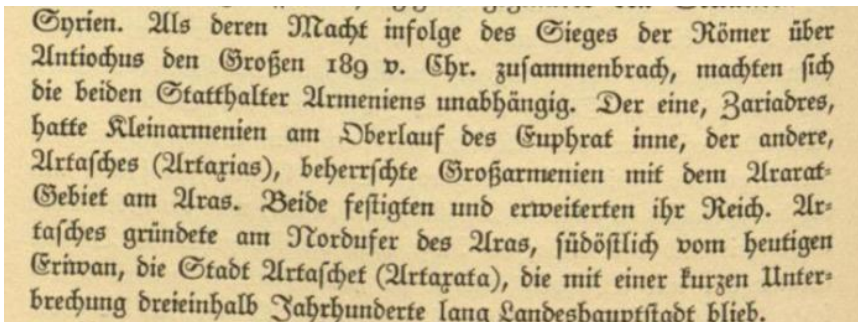 Syrien. Als deren Macht infolge des Sieges der Römer über
Antiochus den Großen 189 v. Chr. zusammenbrach, machten sich
die beiden Statthalter Armeniens unabhängig. Der eine, Zariadres,
hatte Kleinarmenien am Oberlauf des Euphrat inne, der andere,
Artasches (Artaxias), beherrschte Großarmenien mit dem Ararat-
Gebiet am Aras. Beide festigten und erweiterten ihr Reich. Ar-
tasches gründete am Nordufer des Aras, südöstlich vom heutigen
Eriwan, die Stadt Artaschet (Artaxata), die mit einer kurzen Unter-
brechung dreieinhalb Jahrhunderte lang Landeshauptstadt blieb.